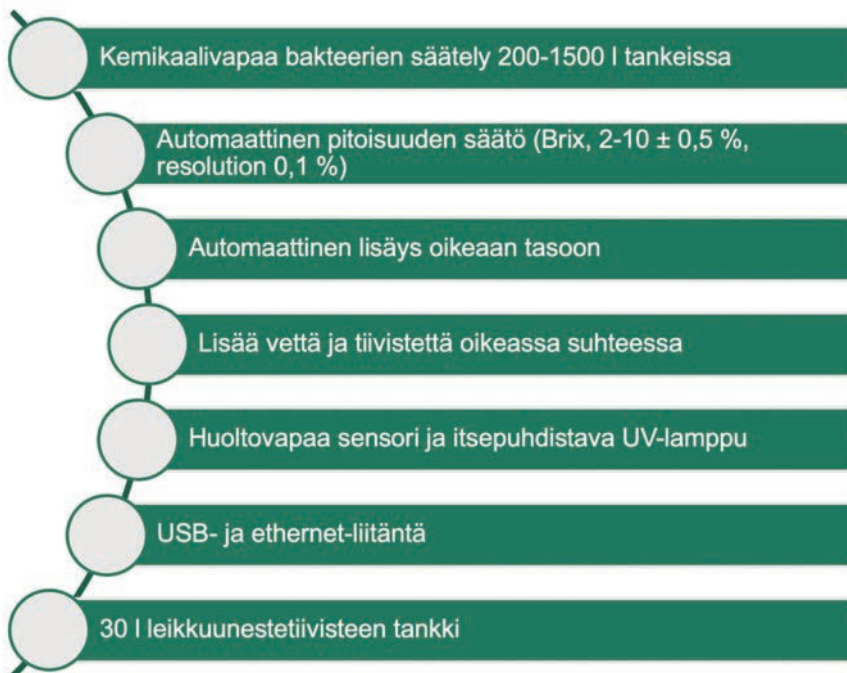 Kemikaalivapaa bakteerien säätely 200-1500 l tankeissa
Automaattinen pitoisuuden säätö (Brix, 2-10 ± 0,5 %,
resolution 0,1 %)
Automaattinen lisäys oikeaan tasoon
Lisää vettä ja tiivistettä oikeassa suhteessa
Huoltovapaa sensori ja itsepuhdistava UV-lamppu
USB- ja ethernet-liitäntä
30 l leikkuunestetiivisteen tankki